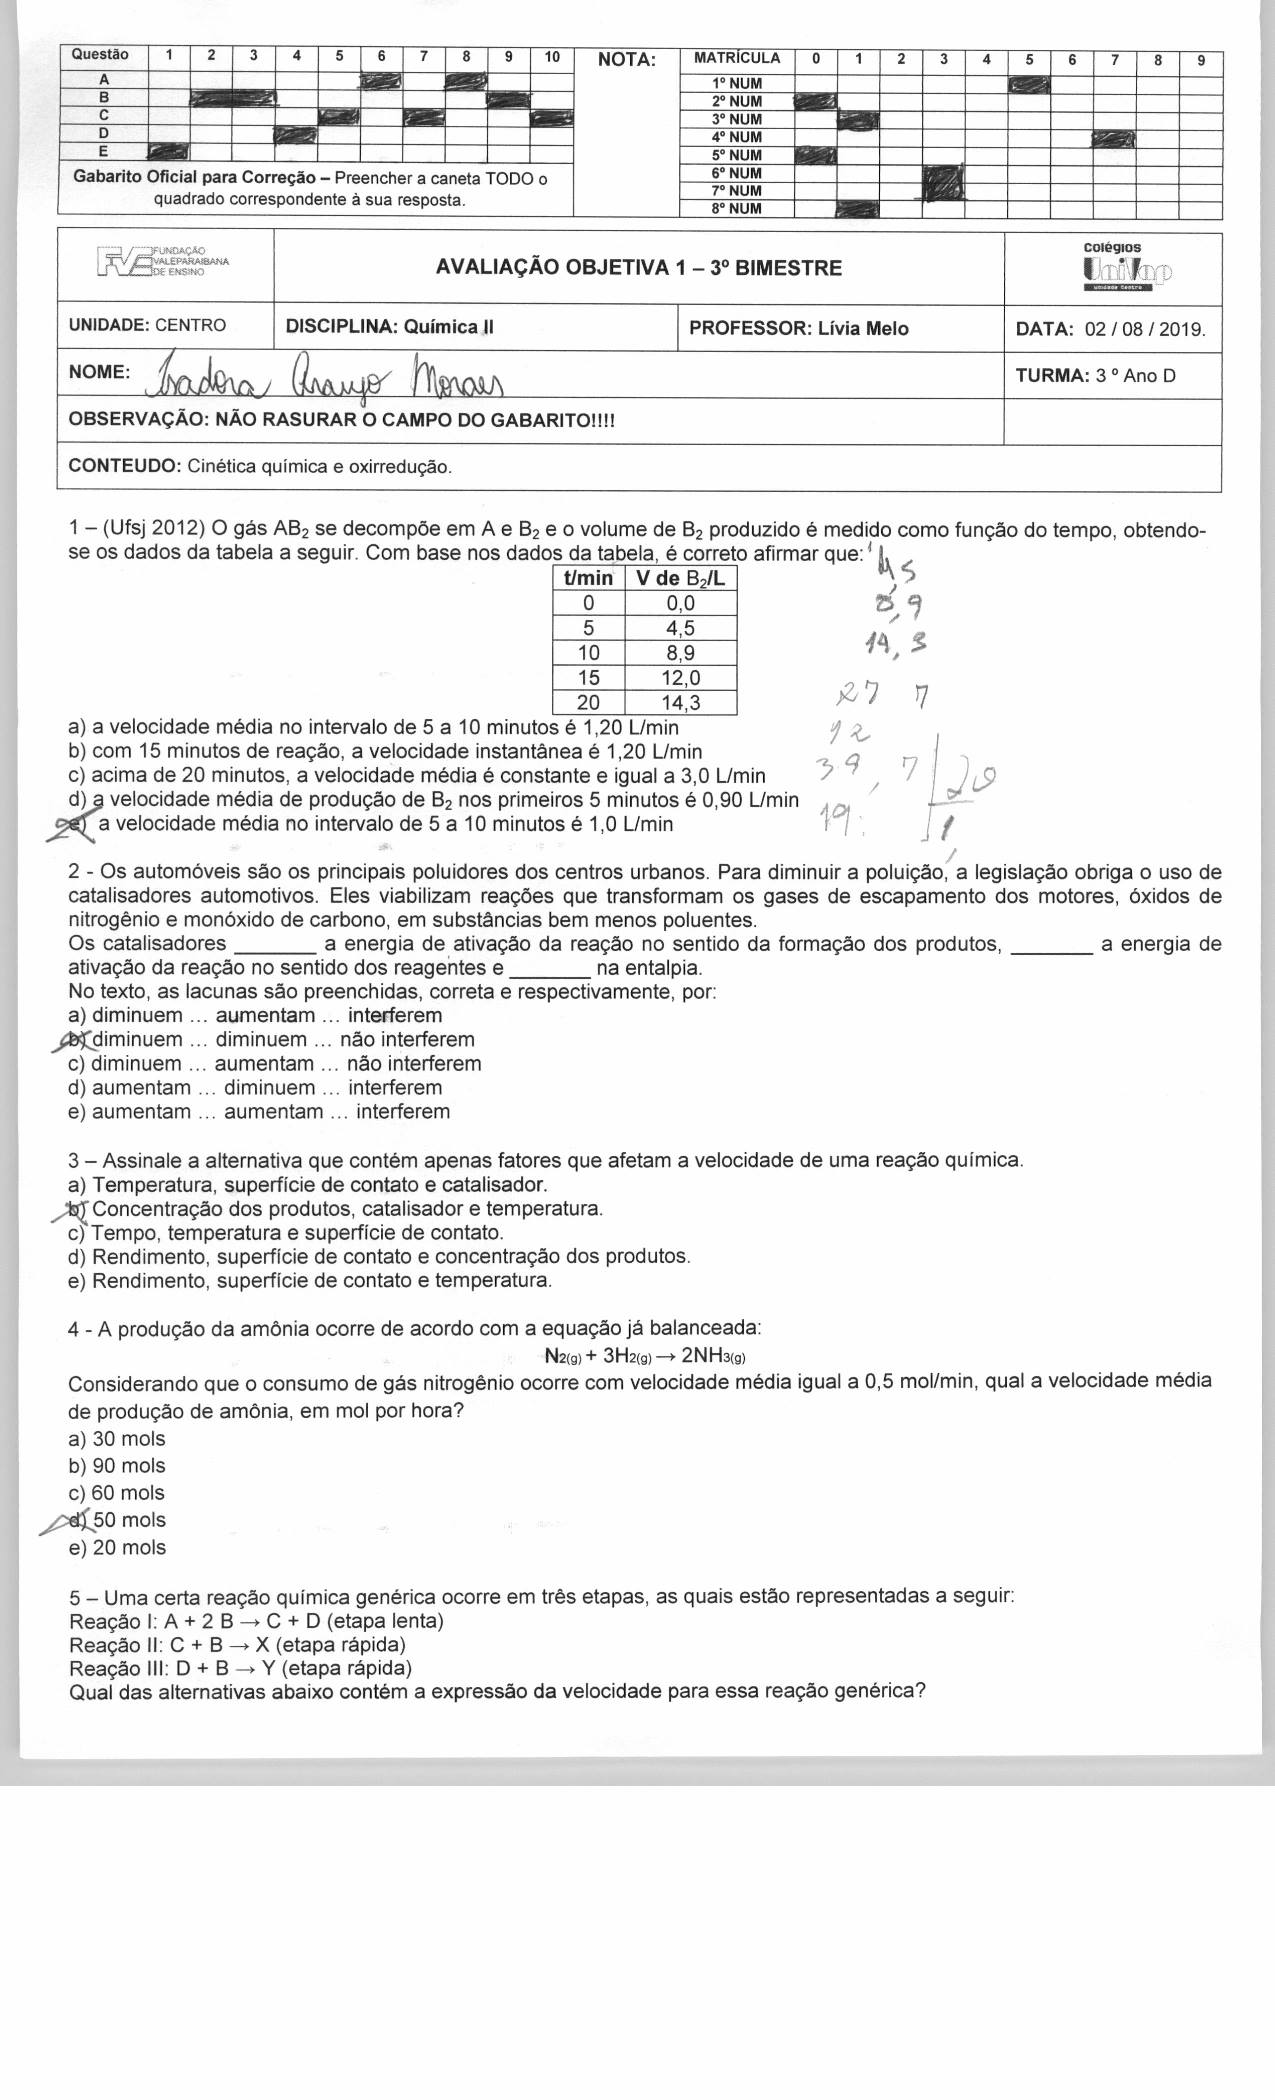 Questão 1 2 3 4 5 6 7 8 9 10 NOTA: MATRÍCULA 0 1 2 3 4 5 6 7 8 9
A 1º NUM
B 2º NUM
C 3º NUM
D 4º NUM
E 5º NUM
Gabarito Oficial para Correção – Preencher a caneta TODO o 6º NUM
quadrado correspondente à sua resposta. 7º NUM
8º NUM
FVE FUNDAÇÃO
VALEPARAIBANA
DE ENSINO
AVALIAÇÃO OBJETIVA 1 – 3º BIMESTRE
Colégios
UniVap
unidade Centro
UNIDADE: CENTRO DISCIPLINA: Química II PROFESSOR: Lívia Melo DATA: 02 / 08 / 2019.
NOME: Isadora Araujo Moraes TURMA: 3 º Ano D
OBSERVAÇÃO: NÃO RASURAR O CAMPO DO GABARITO!!!!
CONTEUDO: Cinética química e oxirredução.
1 – (Ufsj 2012) O gás AB2 se decompõe em A e B2 e o volume de B2 produzido é medido como função do tempo, obtendo-
se os dados da tabela a seguir. Com base nos dados da tabela, é correto afirmar que:
t/min V de B2/L
0 0,0
5 4,5
10 8,9
15 12,0
20 14,3
4,5
8,9
14,3
27 7
12
39,7 20
19: 1,
a) a velocidade média no intervalo de 5 a 10 minutos é 1,20 L/min
b) com 15 minutos de reação, a velocidade instantânea é 1,20 L/min
c) acima de 20 minutos, a velocidade média é constante e igual a 3,0 L/min
d) a velocidade média de produção de B2 nos primeiros 5 minutos é 0,90 L/min
e) a velocidade média no intervalo de 5 a 10 minutos é 1,0 L/min
2 - Os automóveis são os principais poluidores dos centros urbanos. Para diminuir a poluição, a legislação obriga o uso de
catalisadores automotivos. Eles viabilizam reações que transformam os gases de escapamento dos motores, óxidos de
nitrogênio e monóxido de carbono, em substâncias bem menos poluentes.
Os catalisadores ________ a energia de ativação da reação no sentido da formação dos produtos, ________ a energia de
ativação da reação no sentido dos reagentes e ________ na entalpia.
No texto, as lacunas são preenchidas, correta e respectivamente, por:
a) diminuem ... aumentam ... interferem
b) diminuem ... diminuem ... não interferem
c) diminuem ... aumentam ... não interferem
d) aumentam ... diminuem ... interferem
e) aumentam ... aumentam ... interferem
3 – Assinale a alternativa que contém apenas fatores que afetam a velocidade de uma reação química.
a) Temperatura, superfície de contato e catalisador.
b) Concentração dos produtos, catalisador e temperatura.
c) Tempo, temperatura e superfície de contato.
d) Rendimento, superfície de contato e concentração dos produtos.
e) Rendimento, superfície de contato e temperatura.
4 - A produção da amônia ocorre de acordo com a equação já balanceada:
N2(g) + 3H2(g) → 2NH3(g)
Considerando que o consumo de gás nitrogênio ocorre com velocidade média igual a 0,5 mol/min, qual a velocidade média
de produção de amônia, em mol por hora?
a) 30 mols
b) 90 mols
c) 60 mols
d) 50 mols
e) 20 mols
5 – Uma certa reação química genérica ocorre em três etapas, as quais estão representadas a seguir:
Reação I: A + 2 B → C + D (etapa lenta)
Reação II: C + B → X (etapa rápida)
Reação III: D + B → Y (etapa rápida)
Qual das alternativas abaixo contém a expressão da velocidade para essa reação genérica?